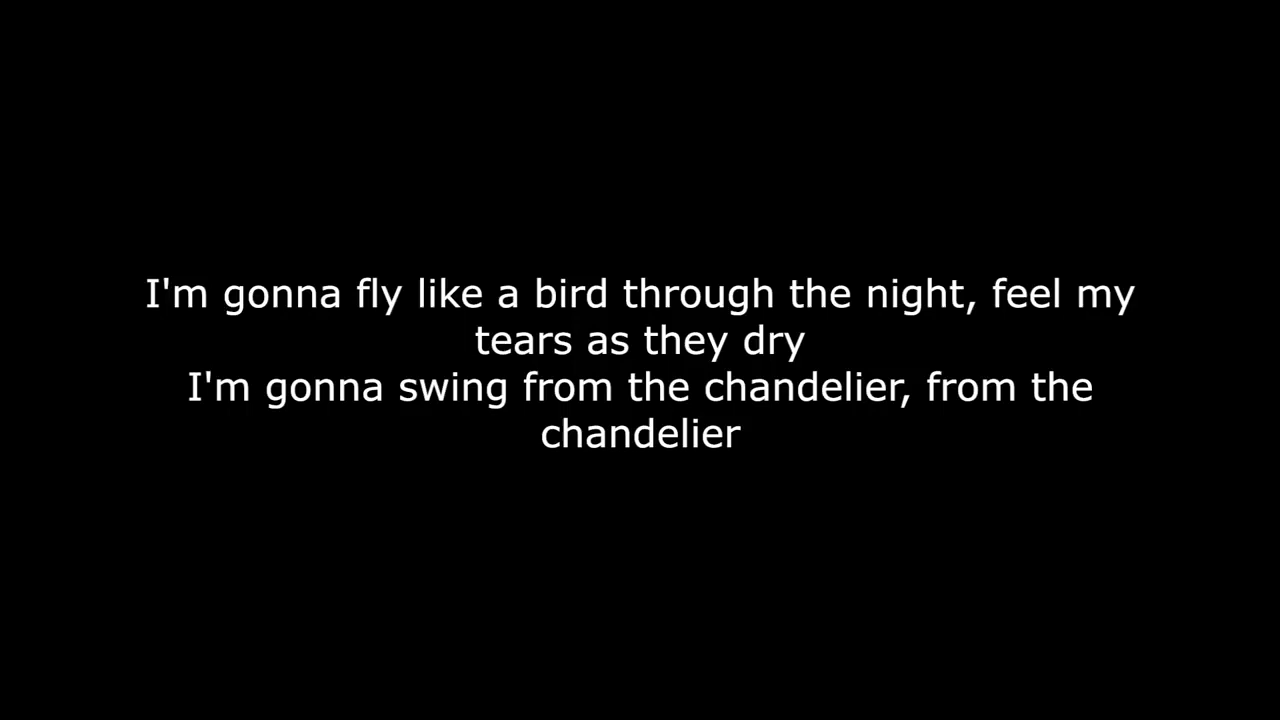 I'm gonna fly like a bird through the night, feel my
tears as they dry
I'm gonna swing from the chandelier, from the
chandelier